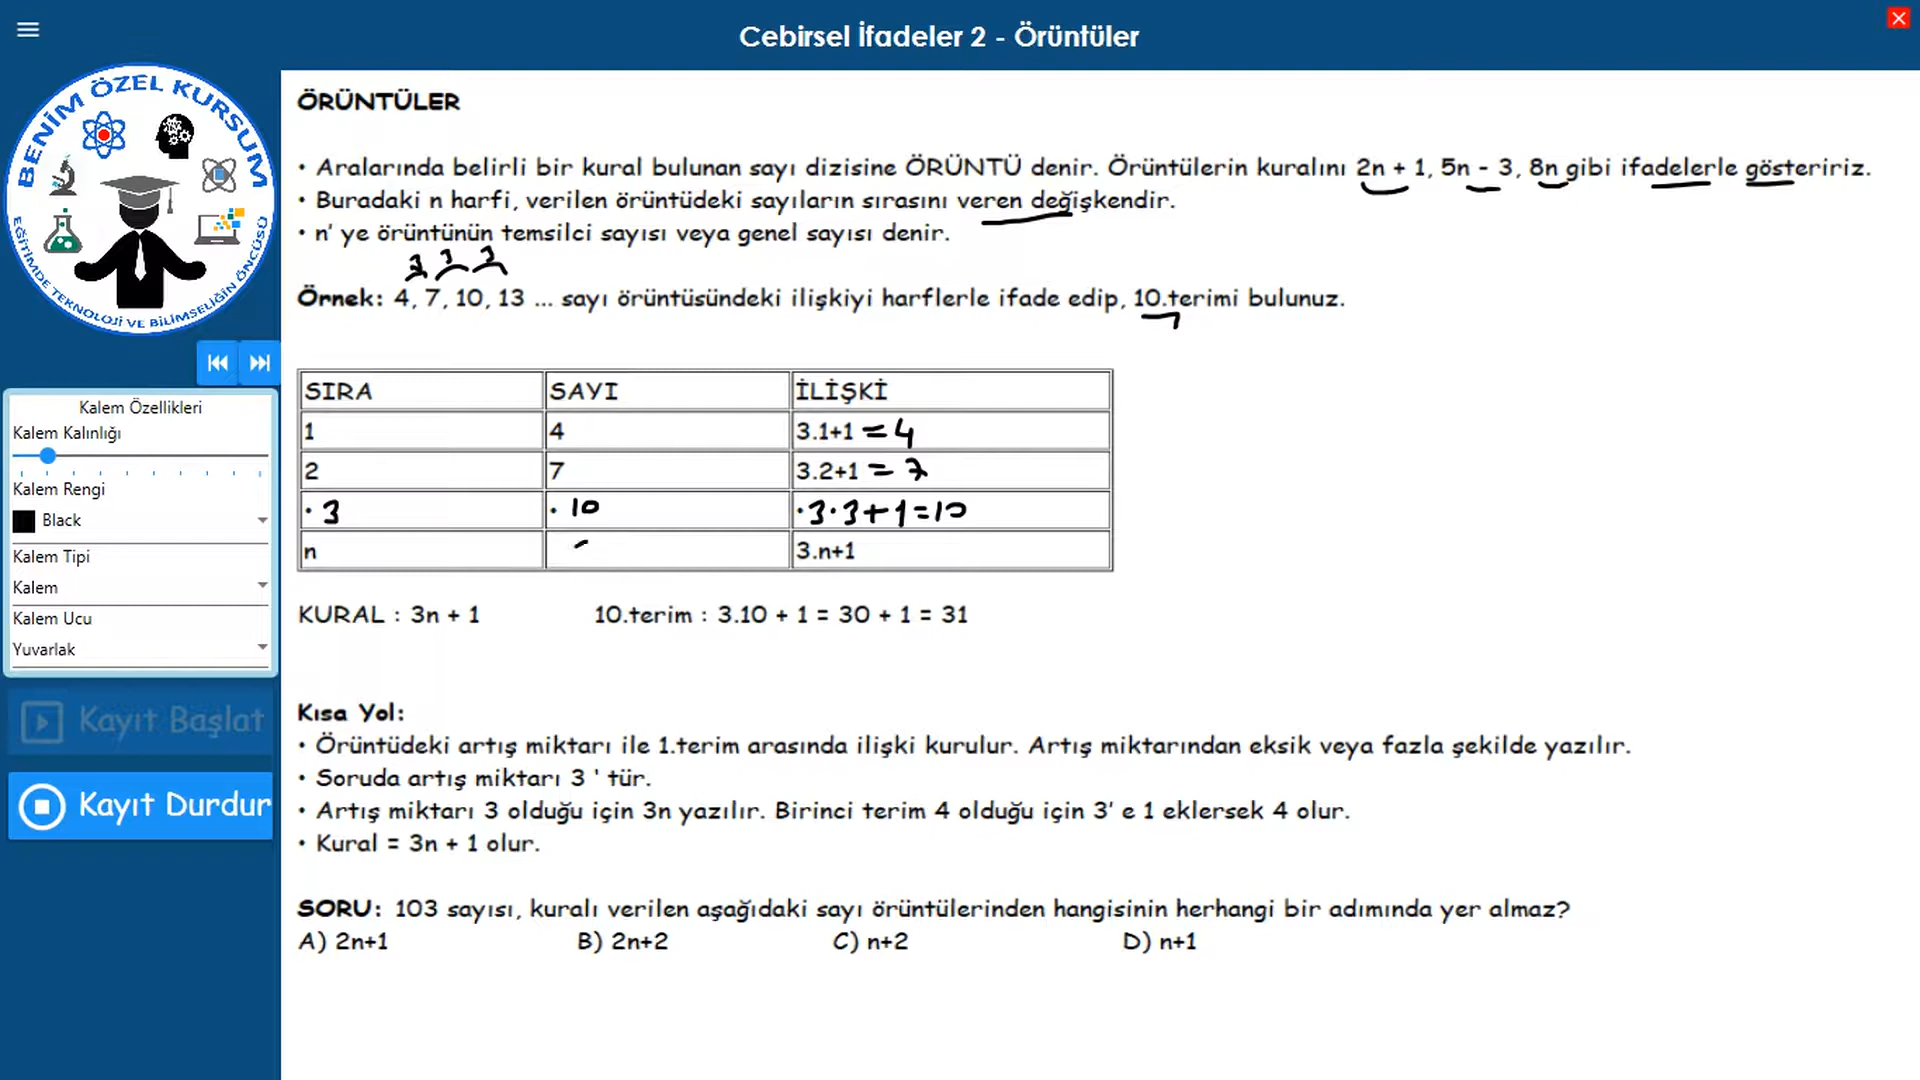 Cebirsel İfadeler 2 - Örüntüler
BENİM ÖZEL KURSUM
EĞİTİMDE TEKNOLOJİ VE BİLİMSELİĞİN ÖNCÜSÜ
Kalem Özellikleri
Kalem Kalınlığı
Kalem Rengi
Black
Kalem Tipi
Kalem
Kalem Ucu
Yuvarlak
Kayıt Başlat
Kayıt Durdur
ÖRÜNTÜLER
• Aralarında belirli bir kural bulunan sayı dizisine ÖRÜNTÜ denir. Örüntülerin kuralını 2n + 1, 5n - 3, 8n gibi ifadelerle gösteririz.
• Buradaki n harfi, verilen örüntüdeki sayıların sırasını veren değişkendir.
• n' ye örüntünün temsilci sayısı veya genel sayısı denir.
3 3 3
Örnek: 4, 7, 10, 13 ... sayı örüntüsündeki ilişkiyi harflerle ifade edip, 10.terimi bulunuz.
SIRA SAYI İLİŞKİ
1 4 3.1+1 = 4
2 7 3.2+1 = 7
• 3 • 10 • 3·3+1=10
n 3.n+1
KURAL : 3n + 1 10.terim : 3.10 + 1 = 30 + 1 = 31
Kısa Yol:
• Örüntüdeki artış miktarı ile 1.terim arasında ilişki kurulur. Artış miktarından eksik veya fazla şekilde yazılır.
• Soruda artış miktarı 3 ' tür.
• Artış miktarı 3 olduğu için 3n yazılır. Birinci terim 4 olduğu için 3' e 1 eklersek 4 olur.
• Kural = 3n + 1 olur.
SORU: 103 sayısı, kuralı verilen aşağıdaki sayı örüntülerinden hangisinin herhangi bir adımında yer almaz?
A) 2n+1 B) 2n+2 C) n+2 D) n+1